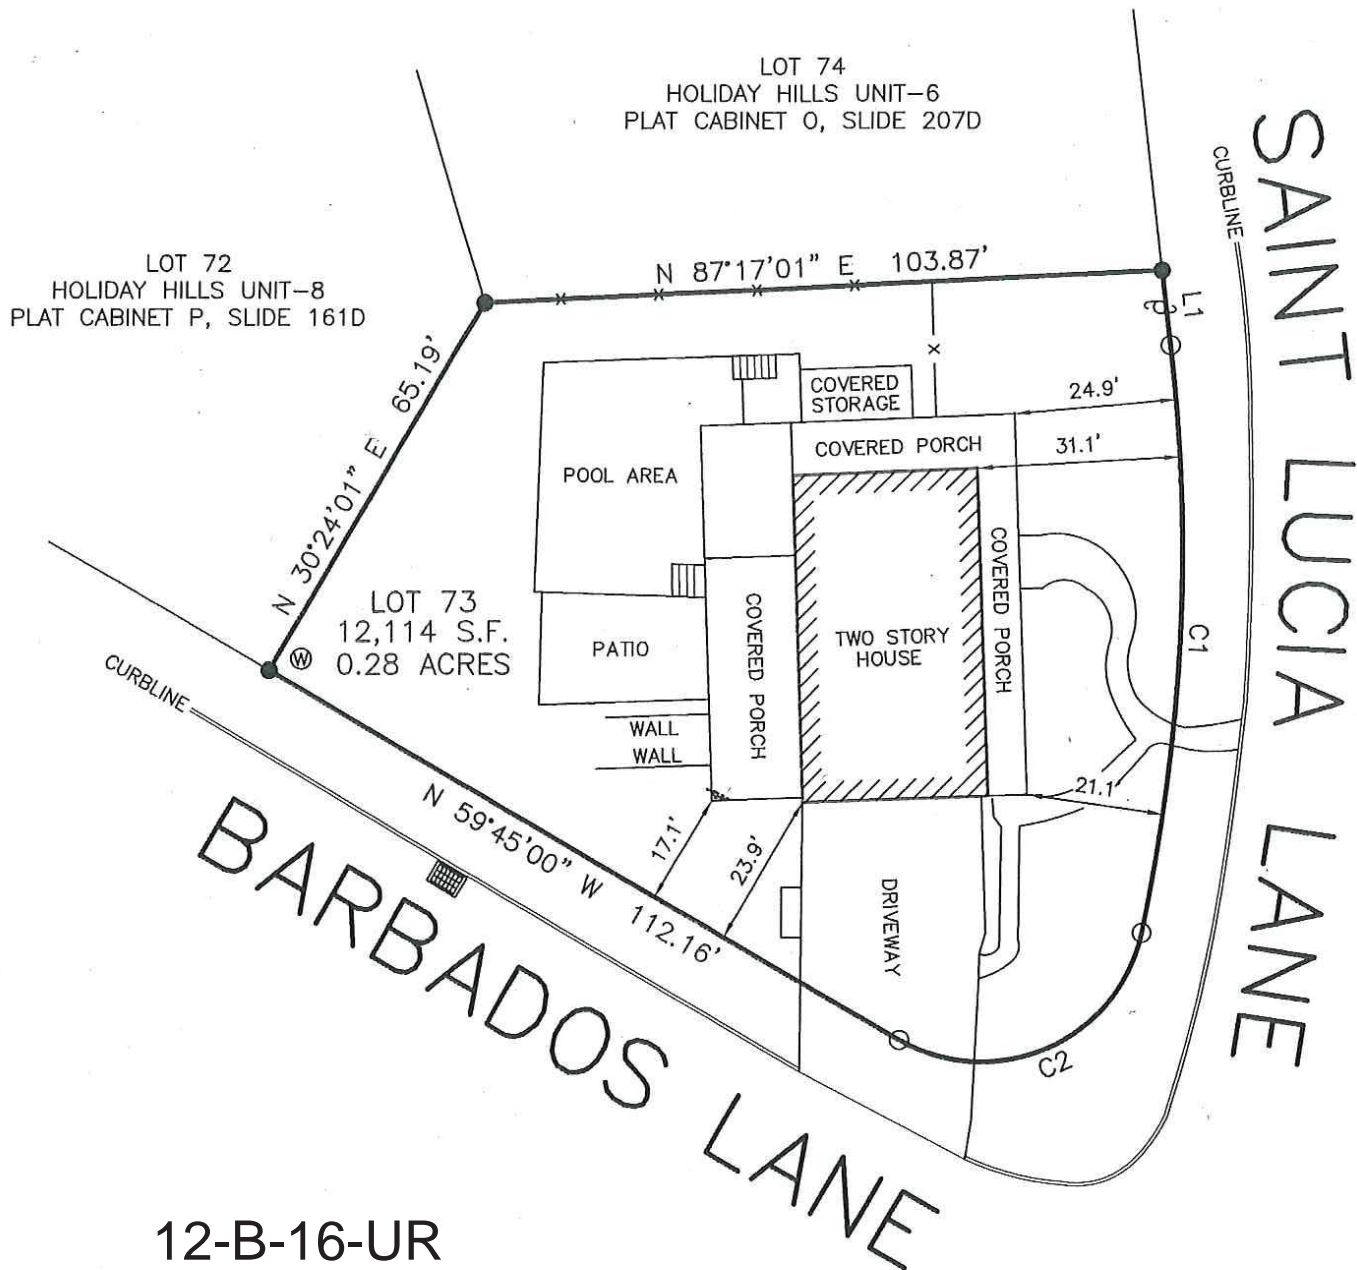 LOT 74
HOLIDAY HILLS UNIT-6
PLAT CABINET O, SLIDE 207D
SAINT LUCIA LANE
CURBLINE
LOT 72
HOLIDAY HILLS UNIT-8
PLAT CABINET P, SLIDE 161D
N 87°17'01" E 103.87'
L1
N 30°24'01" E 65.19'
COVERED
STORAGE
24.9'
COVERED PORCH
31.1'
POOL AREA
COVERED PORCH
LOT 73
12,114 S.F.
0.28 ACRES
W
PATIO
COVERED PORCH
TWO STORY
HOUSE
C1
CURBLINE
WALL
WALL
21.1'
N 59°45'00" W 112.16'
17.1'
23.9'
DRIVEWAY
C2
BARBADOS LANE
12-B-16-UR